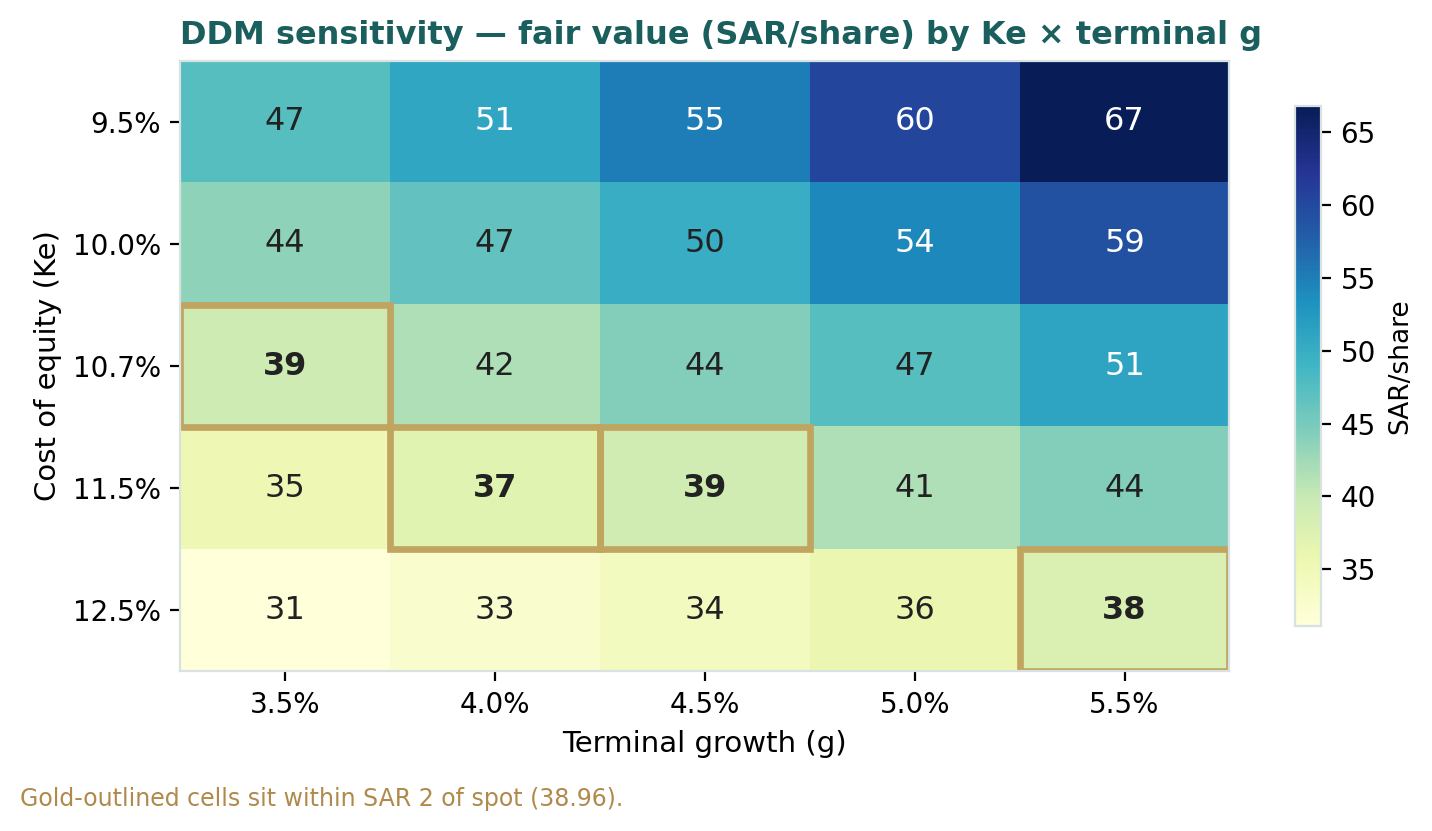 DDM sensitivity — fair value (SAR/share) by Ke × terminal g
9.5% 47 51 55 60 67
10.0% 44 47 50 54 59
10.7% 39 42 44 47 51
11.5% 35 37 39 41 44
12.5% 31 33 34 36 38
3.5% 4.0% 4.5% 5.0% 5.5%
Cost of equity (Ke)
Terminal growth (g)
65
60
55
50
45
40
35
SAR/share
Gold-outlined cells sit within SAR 2 of spot (38.96).